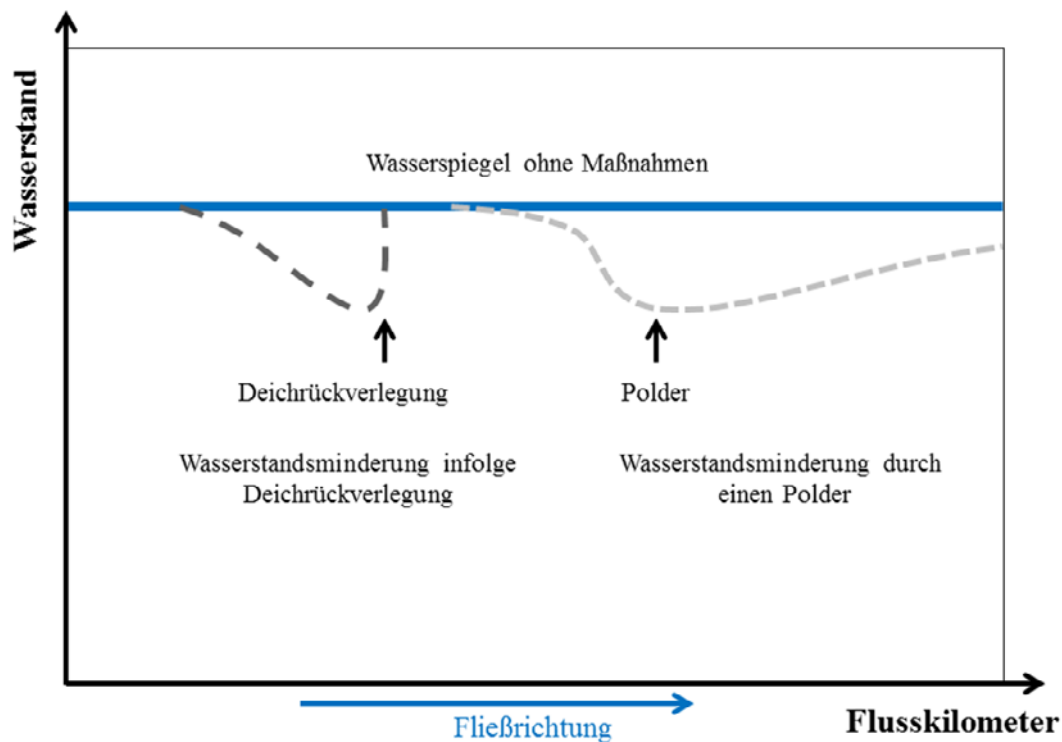 Wasserstand
Wasserspiegel ohne Maßnahmen
Deichrückverlegung
Polder
Wasserstandsminderung infolge
Deichrückverlegung
Wasserstandsminderung durch
einen Polder
Fließrichtung
Flusskilometer